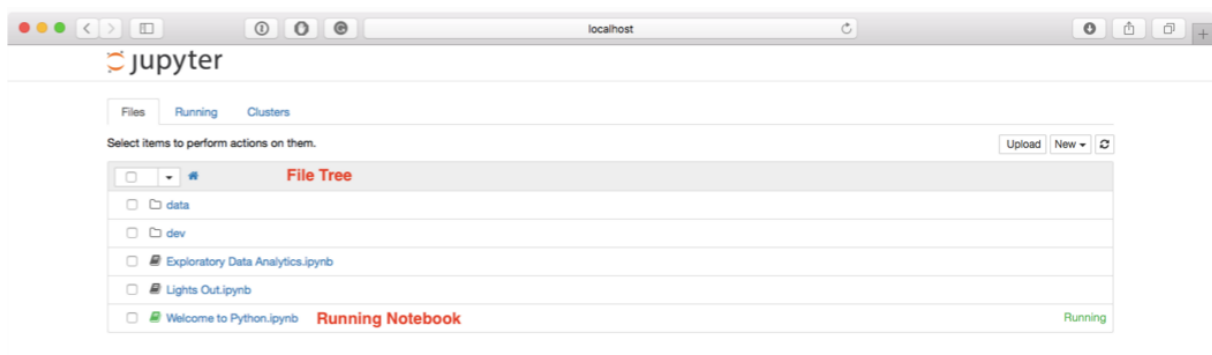 localhost
jupyter
Files Running Clusters
Select items to perform actions on them.
Upload New
File Tree
data
dev
Exploratory Data Analytics.ipynb
Lights Out.ipynb
Welcome to Python.ipynb Running Notebook Running